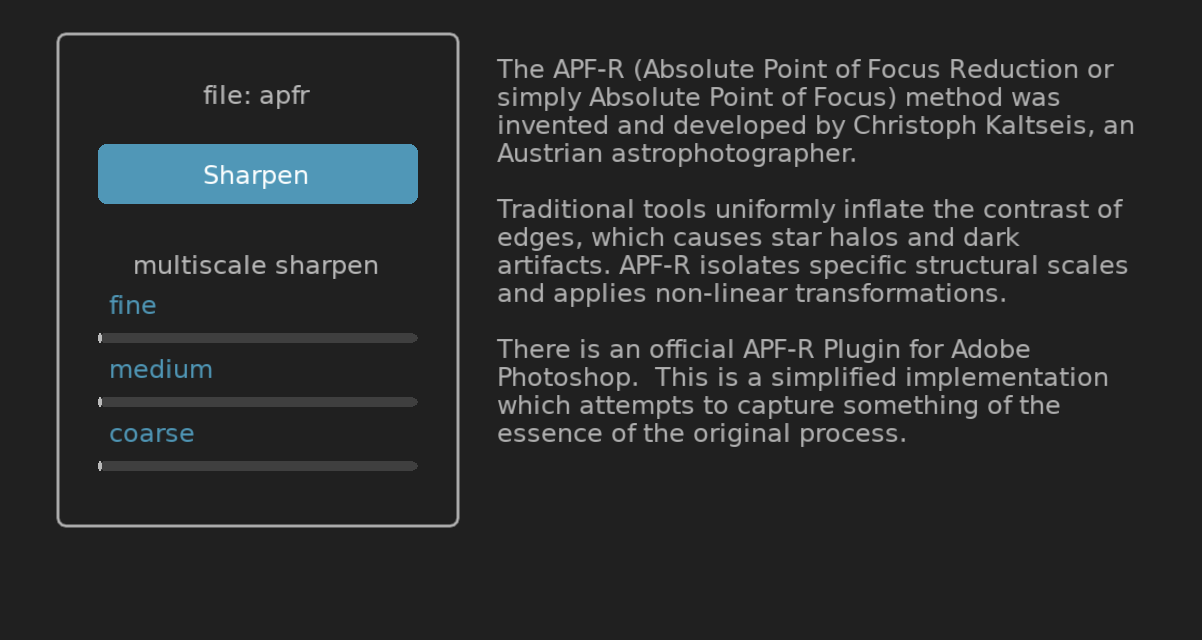 file: apfr
Sharpen
multiscale sharpen
fine
medium
coarse
The APF-R (Absolute Point of Focus Reduction or
simply Absolute Point of Focus) method was
invented and developed by Christoph Kaltseis, an
Austrian astrophotographer.
Traditional tools uniformly inflate the contrast of
edges, which causes star halos and dark
artifacts. APF-R isolates specific structural scales
and applies non-linear transformations.
There is an official APF-R Plugin for Adobe
Photoshop.  This is a simplified implementation
which attempts to capture something of the
essence of the original process.